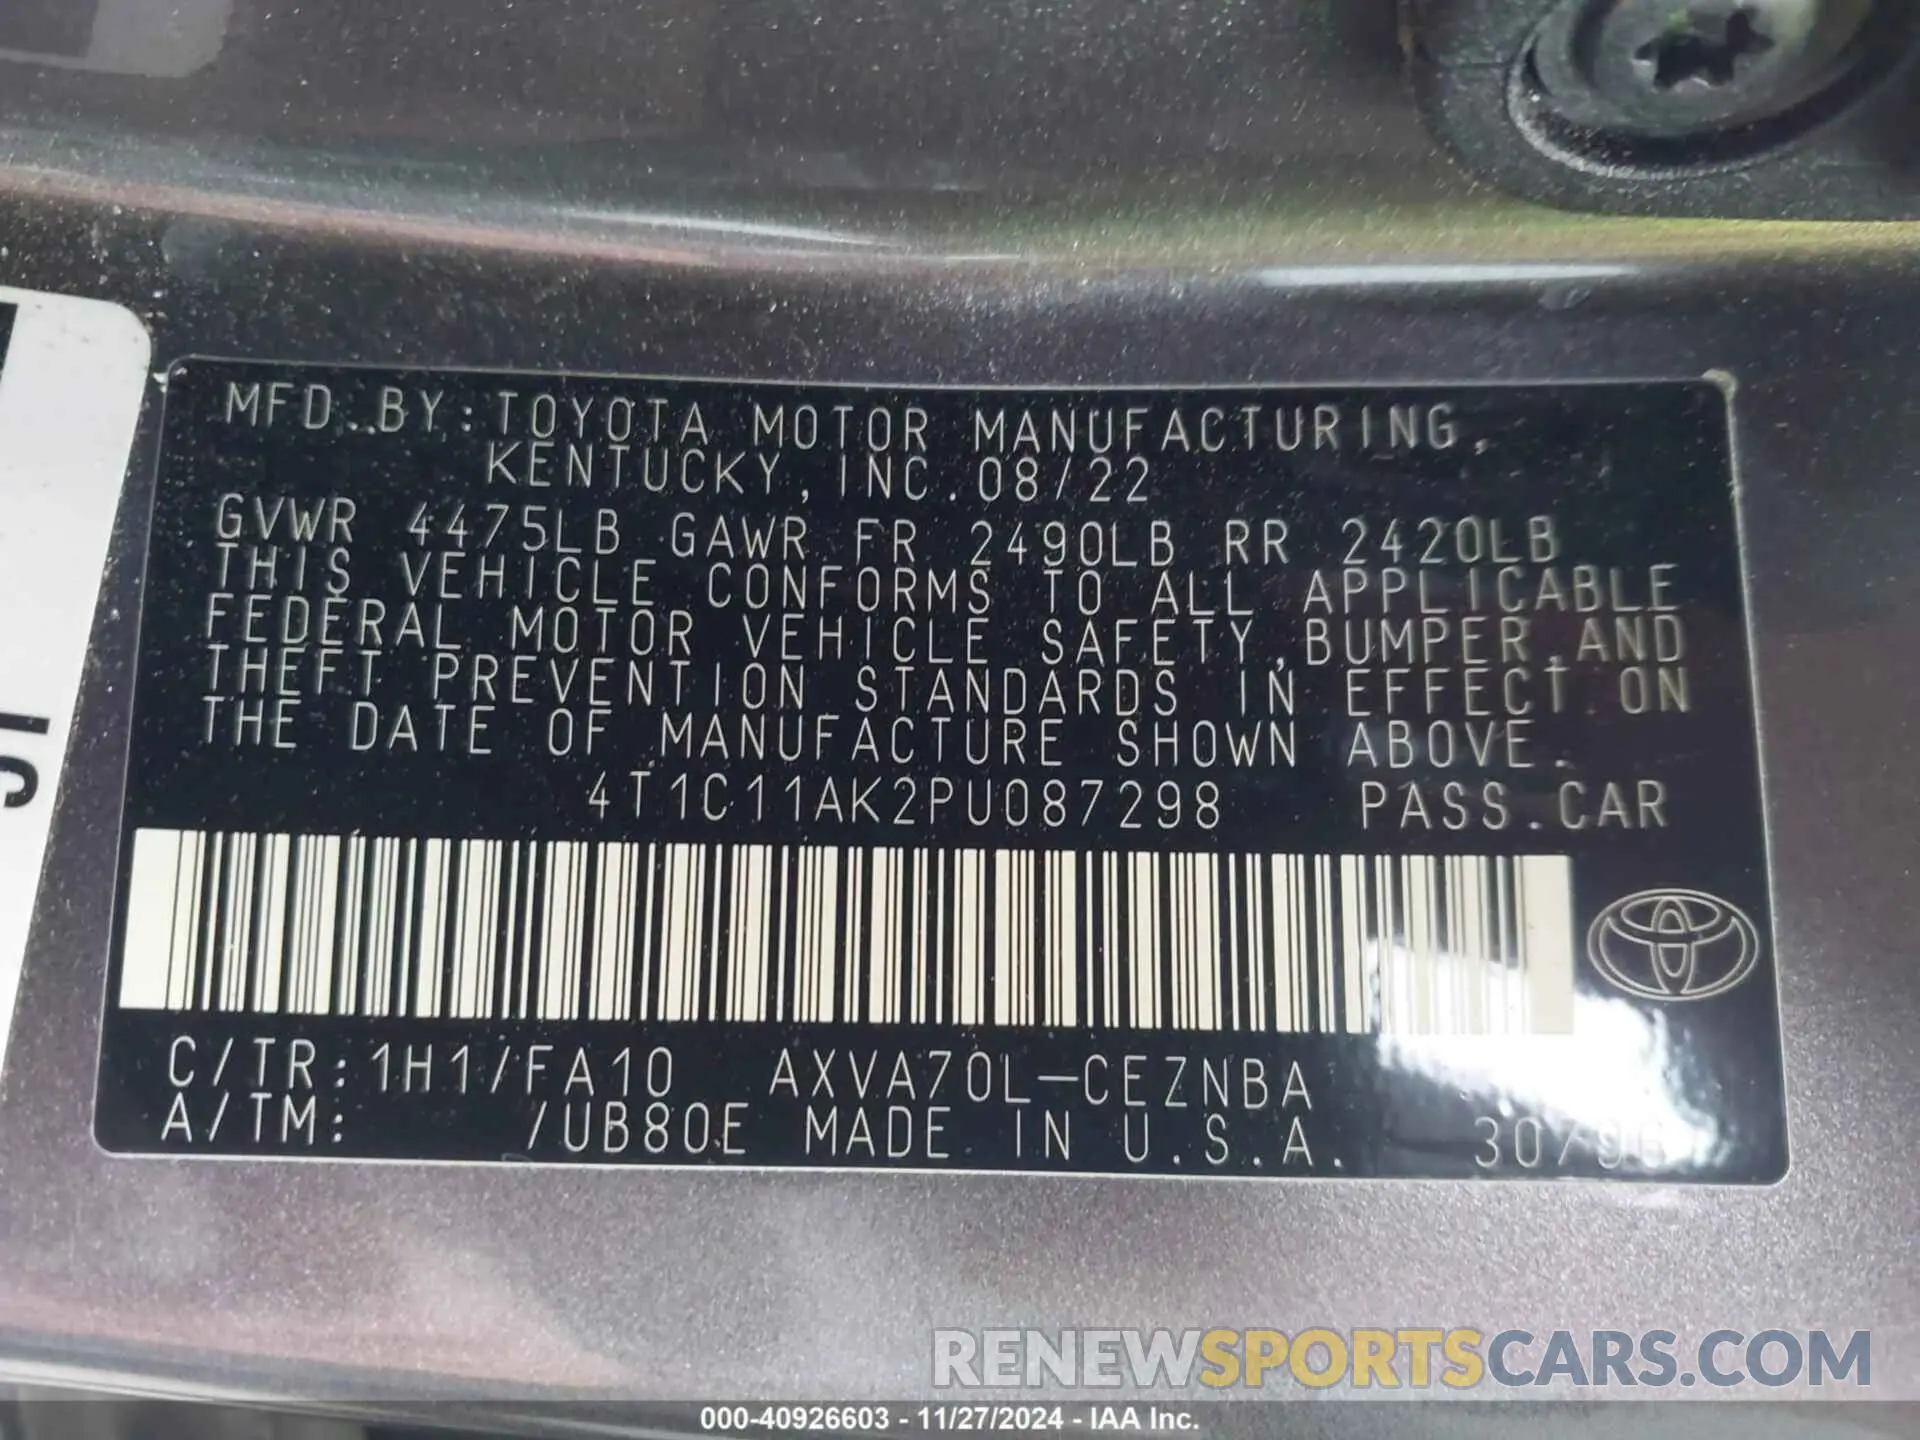 MFD. BY: TOYOTA MOTOR MANUFACTURING,
KENTUCKY, INC. 08/22
GVWR 4475LB GAWR FR 2490LB RR 2420LB
THIS VEHICLE CONFORMS TO ALL APPLICABLE
FEDERAL MOTOR VEHICLE SAFETY, BUMPER, AND
THEFT PREVENTION STANDARDS IN EFFECT ON
THE DATE OF MANUFACTURE SHOWN ABOVE.
4T1C11AK2PU087298 PASS. CAR
C/TR: 1H1/FA10 AXVA70L-CEZNBA
A/TM: /UB80E MADE IN U.S.A.
RENEWSPORTSCARS.COM
000-40926603 - 11/27/2024 - IAA Inc.